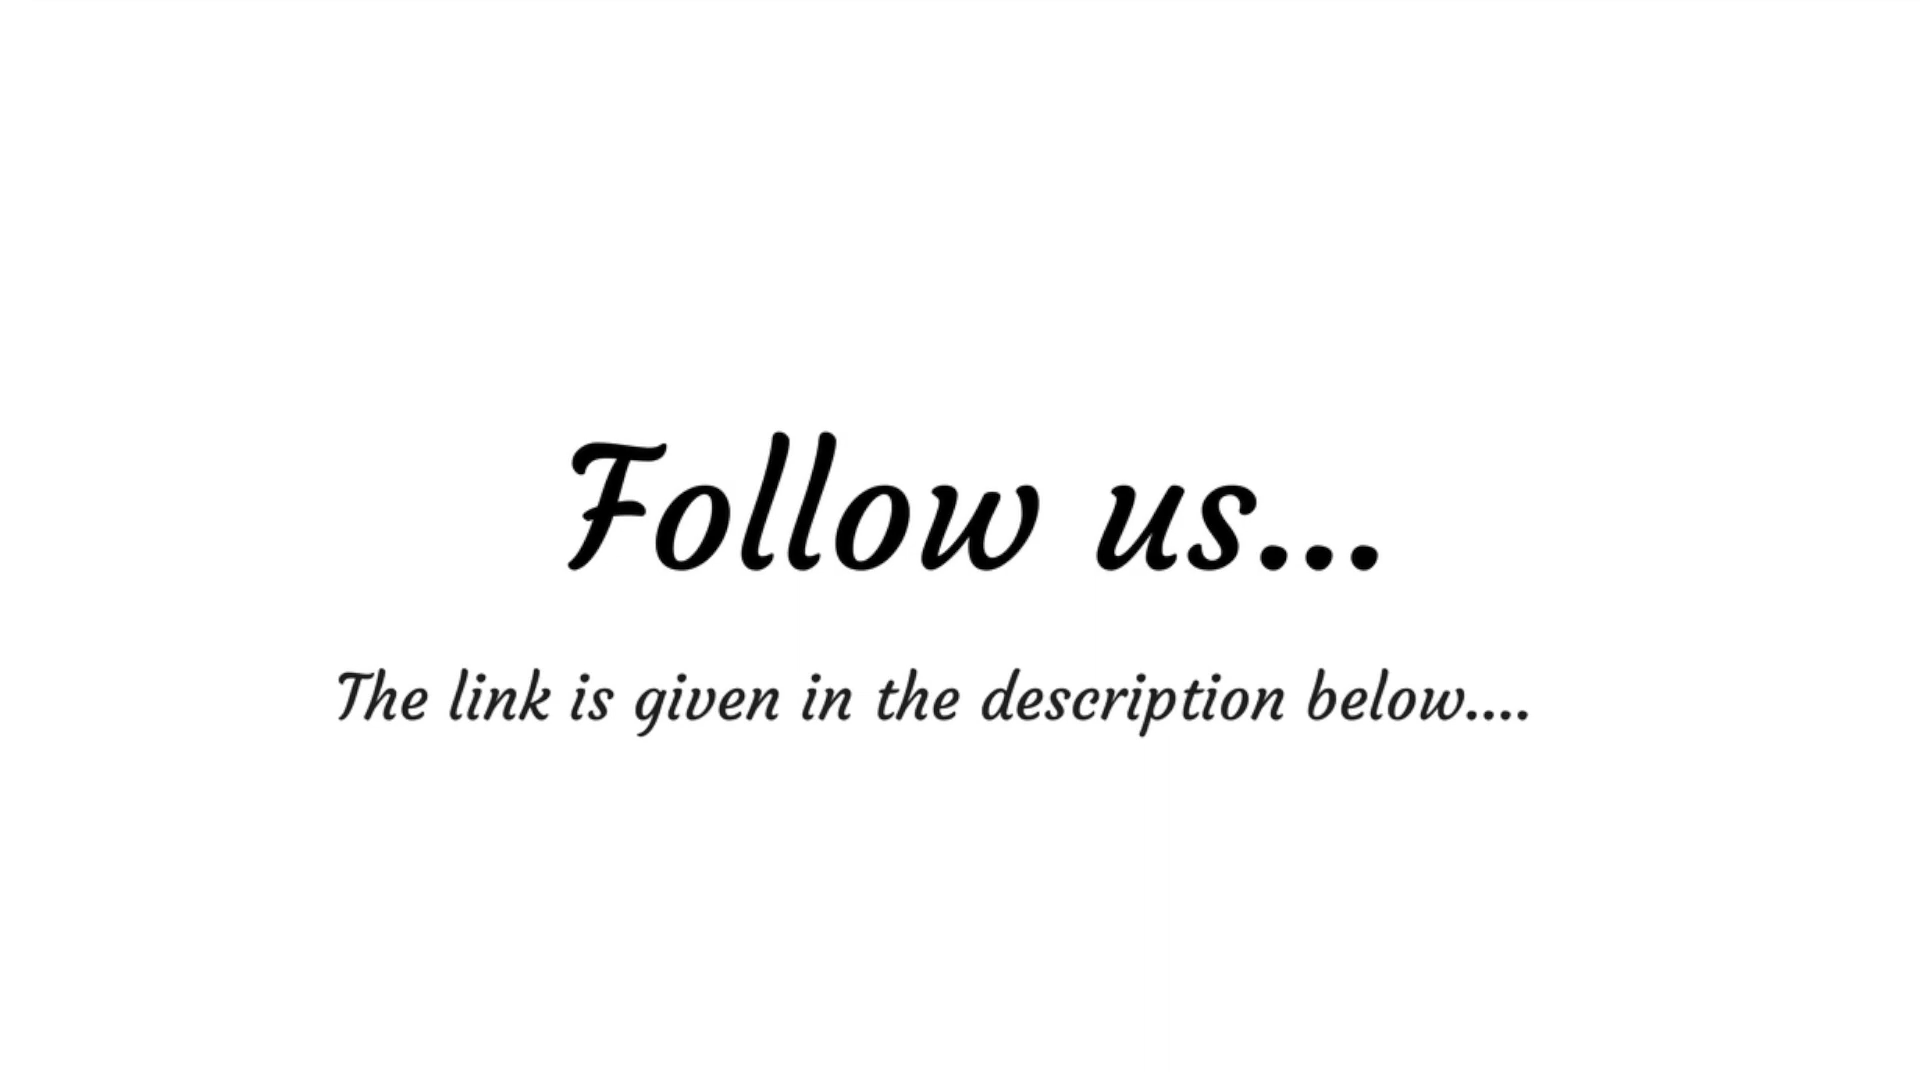 Follow us...
The link is given in the description below....